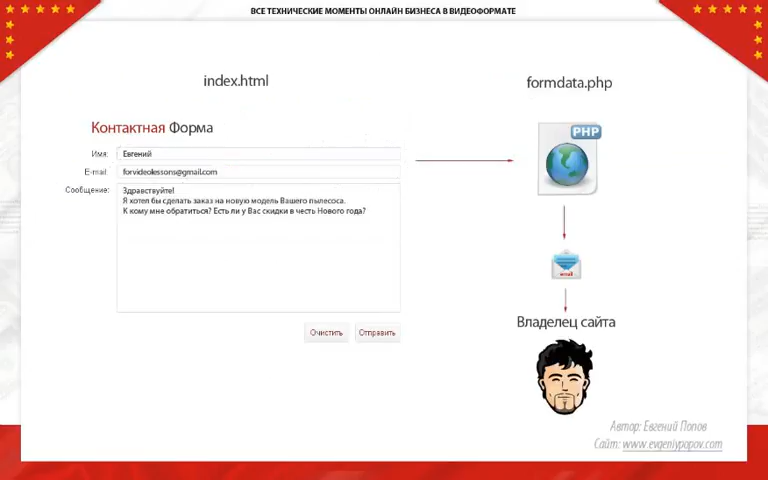 ВСЕ ТЕХНИЧЕСКИЕ МОМЕНТЫ ОНЛАЙН БИЗНЕСА В ВИДЕОФОРМАТЕ
index.html
formdata.php
Контактная Форма
PHP
Имя: Евгений
E-mail: forvideolessons@gmail.com
Сообщение: Здравствуйте!
Я хотел бы сделать заказ на новую модель Вашего пылесоса.
К кому мне обратиться? Есть ли у Вас скидки в честь Нового года?
email
Владелец сайта
Очистить Отправить
Автор: Евгений Попов
Сайт: www.evgeniypopov.com